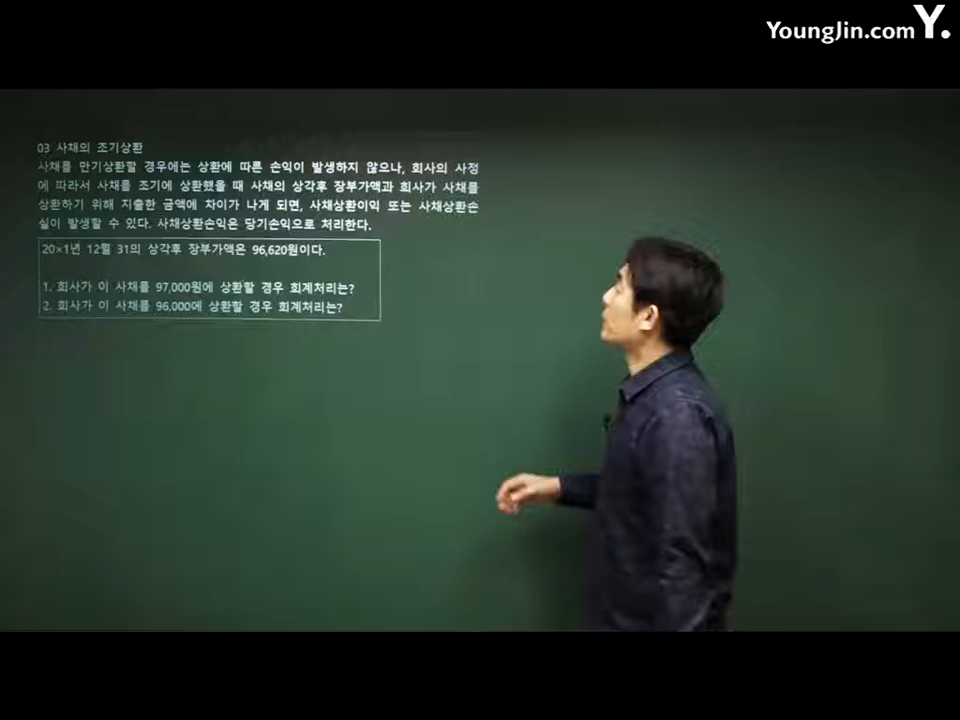 YoungJin.com Y.
03 사채의 조기상환
사채를 만기상환할 경우에는 상환에 따른 손익이 발생하지 않으나, 회사의 사정
에 따라서 사채를 조기에 상환했을 때 사채의 상각후 장부가액과 회사가 사채를
상환하기 위해 지출한 금액에 차이가 나게 되면, 사채상환이익 또는 사채상환손
실이 발생할 수 있다. 사채상환손익은 당기손익으로 처리한다.
20×1년 12월 31의 상각후 장부가액은 96,620원이다.
1. 회사가 이 사채를 97,000원에 상환할 경우 회계처리는?
2. 회사가 이 사채를 96,000에 상환할 경우 회계처리는?